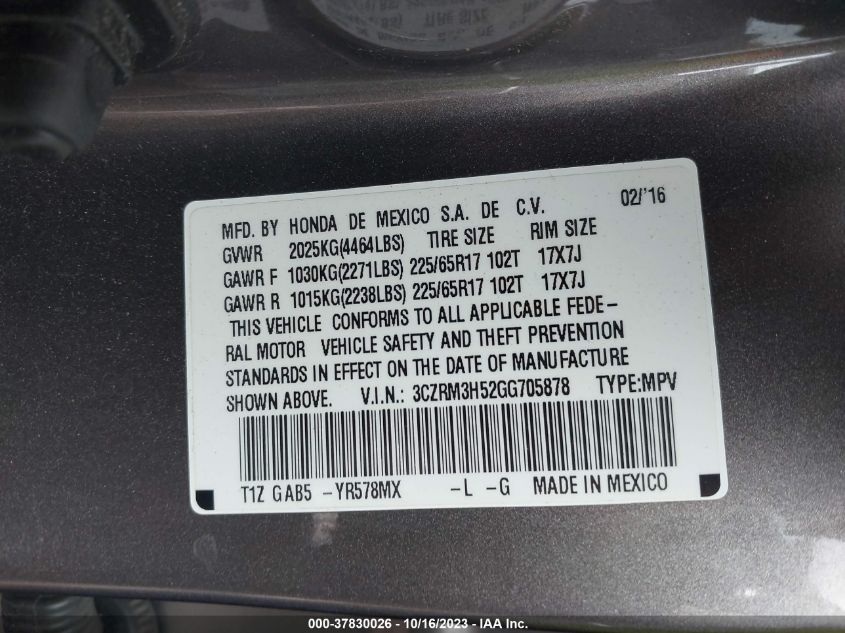 TIRE SIZE
MFD. BY HONDA DE MEXICO S.A. DE C.V. 02/'16
GVWR 2025KG(4464LBS) TIRE SIZE RIM SIZE
GAWR F 1030KG(2271LBS) 225/65R17 102T 17X7J
GAWR R 1015KG(2238LBS) 225/65R17 102T 17X7J
THIS VEHICLE CONFORMS TO ALL APPLICABLE FEDE-
RAL MOTOR VEHICLE SAFETY AND THEFT PREVENTION
STANDARDS IN EFFECT ON THE DATE OF MANUFACTURE
SHOWN ABOVE. V.I.N.: 3CZRM3H52GG705878 TYPE:MPV
T1Z GAB5 -YR578MX -L -G MADE IN MEXICO
000-37830026 - 10/16/2023 - © IAA Inc.